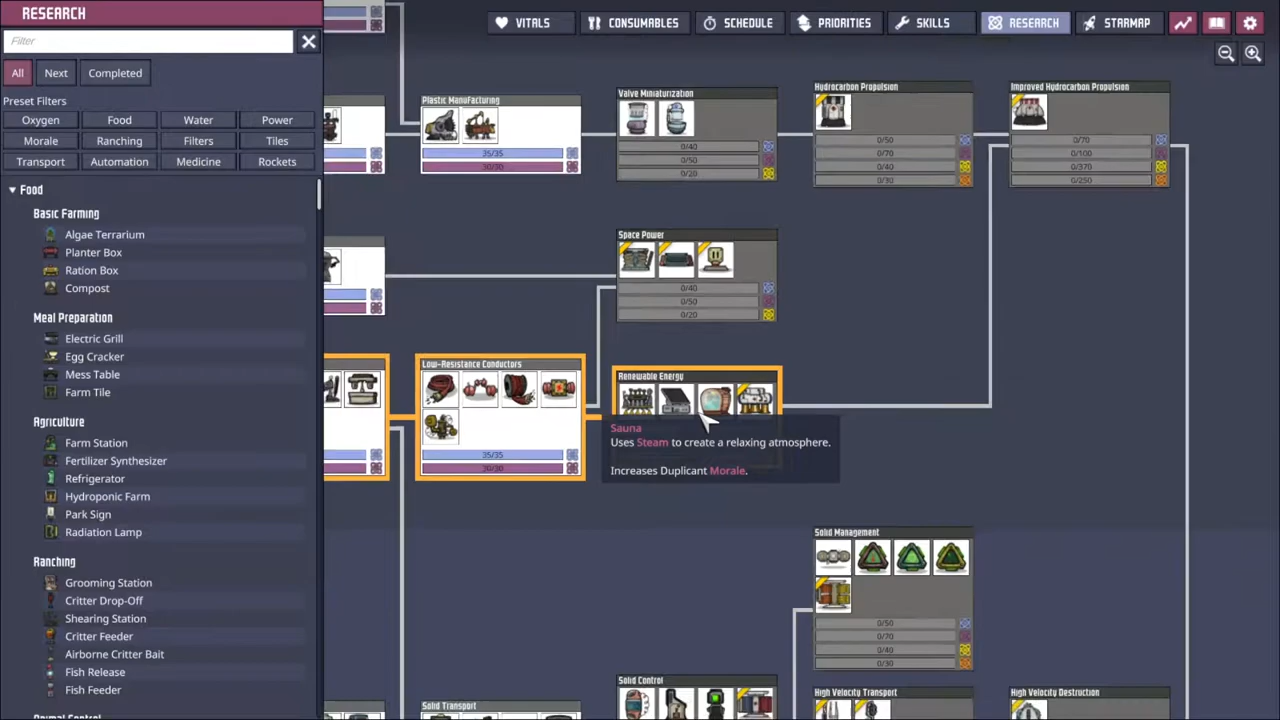 RESEARCH
Filter
All
Next
Completed
Preset Filters
Oxygen
Food
Water
Power
Morale
Ranching
Filters
Tiles
Transport
Automation
Medicine
Rockets
Food
Basic Farming
Algae Terrarium
Planter Box
Ration Box
Compost
Meal Preparation
Electric Grill
Egg Cracker
Mess Table
Farm Tile
Agriculture
Farm Station
Fertilizer Synthesizer
Refrigerator
Hydroponic Farm
Park Sign
Radiation Lamp
Ranching
Grooming Station
Critter Drop-Off
Shearing Station
Critter Feeder
Airborne Critter Bait
Fish Release
Fish Feeder
VITALS
CONSUMABLES
SCHEDULE
PRIORITIES
SKILLS
RESEARCH
STARMAP
Plastic Manufacturing
35/35
30/30
Valve Miniaturization
0/40
0/50
0/20
Hydrocarbon Propulsion
0/50
0/70
0/40
0/30
Improved Hydrocarbon Propulsion
0/70
0/100
0/370
0/250
Space Power
0/40
0/50
0/20
Low-Resistance Conductors
35/35
30/30
Renewable Energy
Sauna
Uses Steam to create a relaxing atmosphere.
Increases Duplicant Morale.
Solid Management
0/50
0/70
0/40
0/30
Solid Transport
Solid Control
High Velocity Transport
High Velocity Destruction